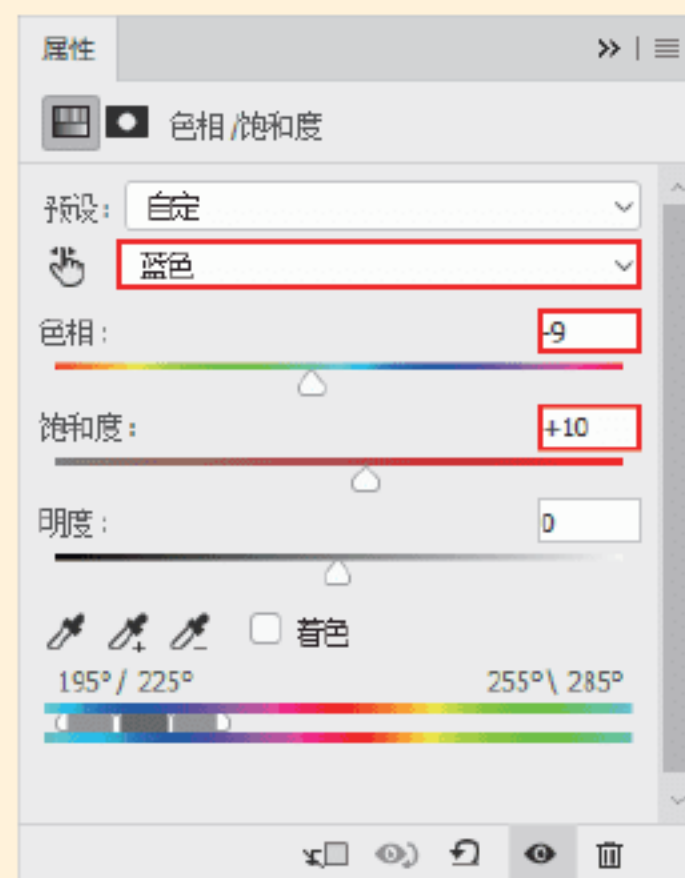 属性
色相/饱和度
预设： 自定
蓝色
色相： -9
饱和度： +10
明度： 0
着色
195°/ 225° 255°\ 285°